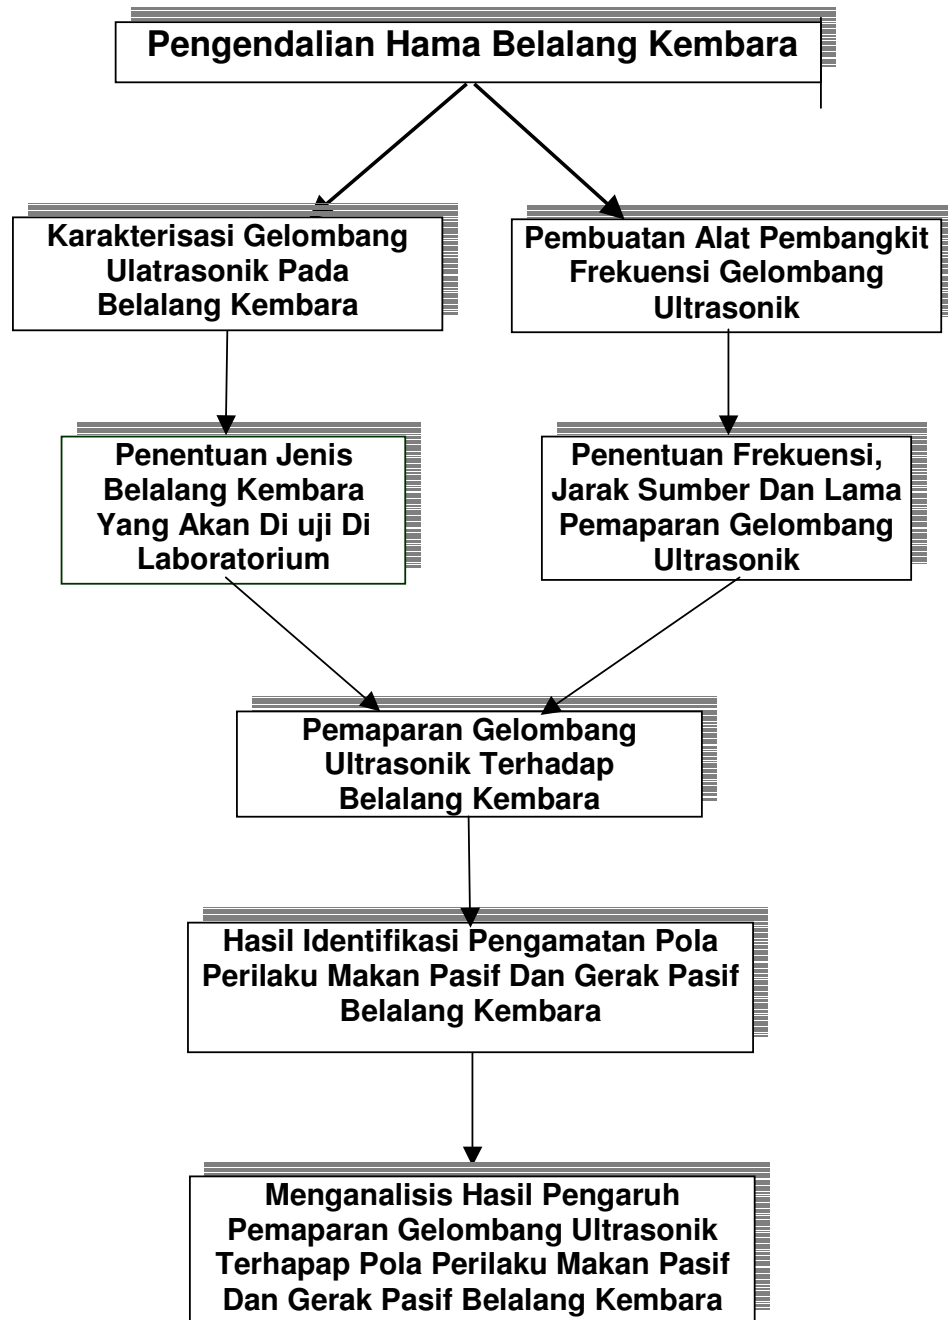 Pengendalian Hama Belalang Kembara
Karakterisasi Gelombang
Ulatrasonik Pada
Belalang Kembara
Pembuatan Alat Pembangkit
Frekuensi Gelombang
Ultrasonik
Penentuan Jenis
Belalang Kembara
Yang Akan Di uji Di
Laboratorium
Penentuan Frekuensi,
Jarak Sumber Dan Lama
Pemaparan Gelombang
Ultrasonik
Pemaparan Gelombang
Ultrasonik Terhadap
Belalang Kembara
Hasil Identifikasi Pengamatan Pola
Perilaku Makan Pasif Dan Gerak Pasif
Belalang Kembara
Menganalisis Hasil Pengaruh
Pemaparan Gelombang Ultrasonik
Terhapap Pola Perilaku Makan Pasif
Dan Gerak Pasif Belalang Kembara